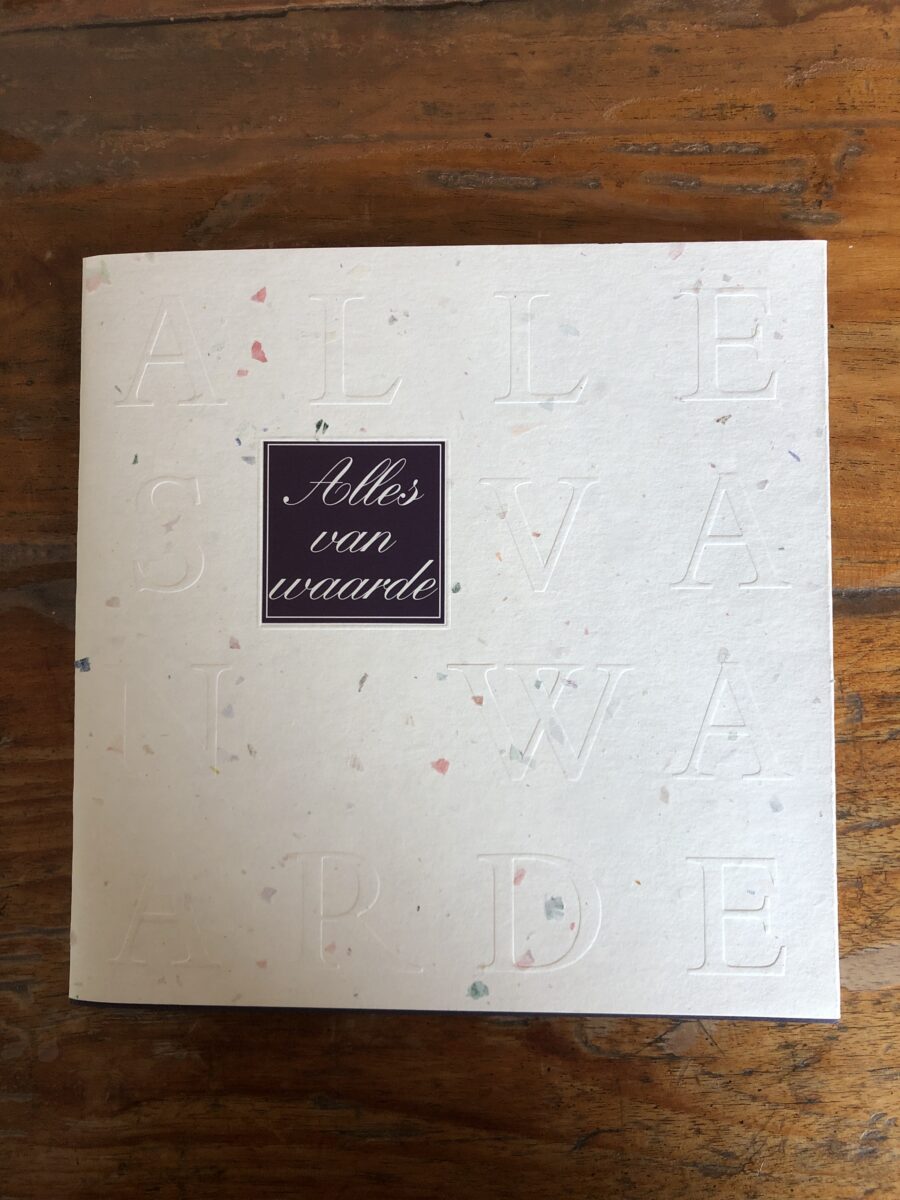 A L L E
S V A
Alles
van
waarde
N W A
A R D E